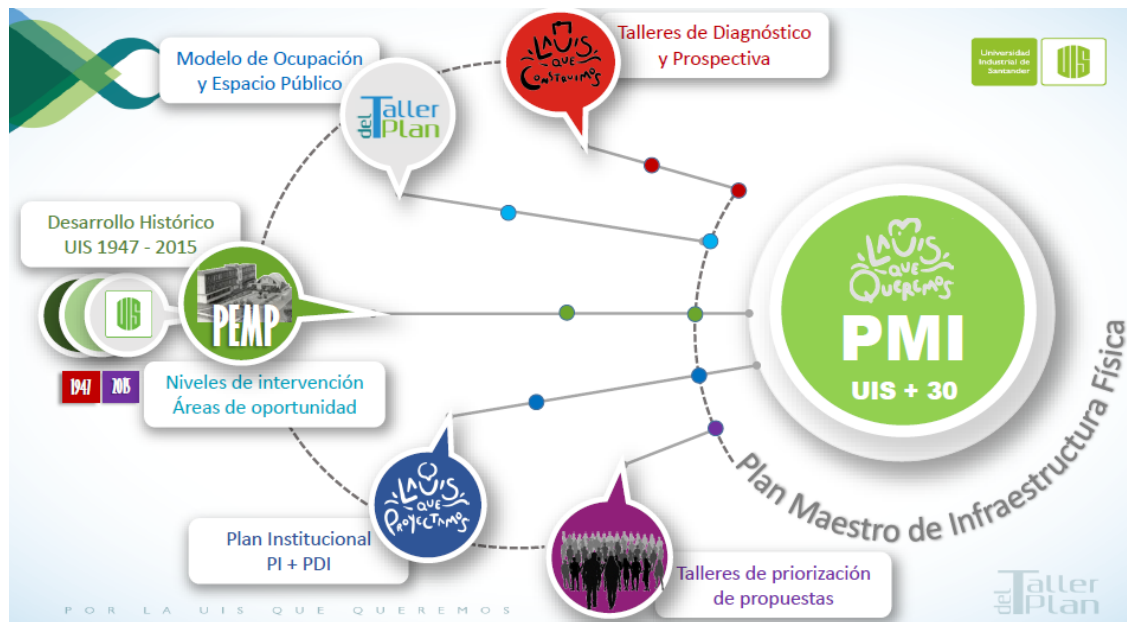 Modelo de Ocupación
y Espacio Público
del Taller
Plan
LA UIS
QUE
CONSTRUIMOS
Talleres de Diagnóstico
y Prospectiva
Universidad
Industrial de
Santander
UIS
Desarrollo Histórico
UIS 1947 - 2015
UIS
PEMP
1947
2015
Niveles de intervención
Áreas de oportunidad
LA UIS
QUE
QUEREMOS
PMI
UIS + 30
Plan Maestro de Infraestructura Física
LA UIS
QUE
PROYECTAMOS
Plan Institucional
PI + PDI
Talleres de priorización
de propuestas
POR LA UIS QUE QUEREMOS
del Taller
Plan